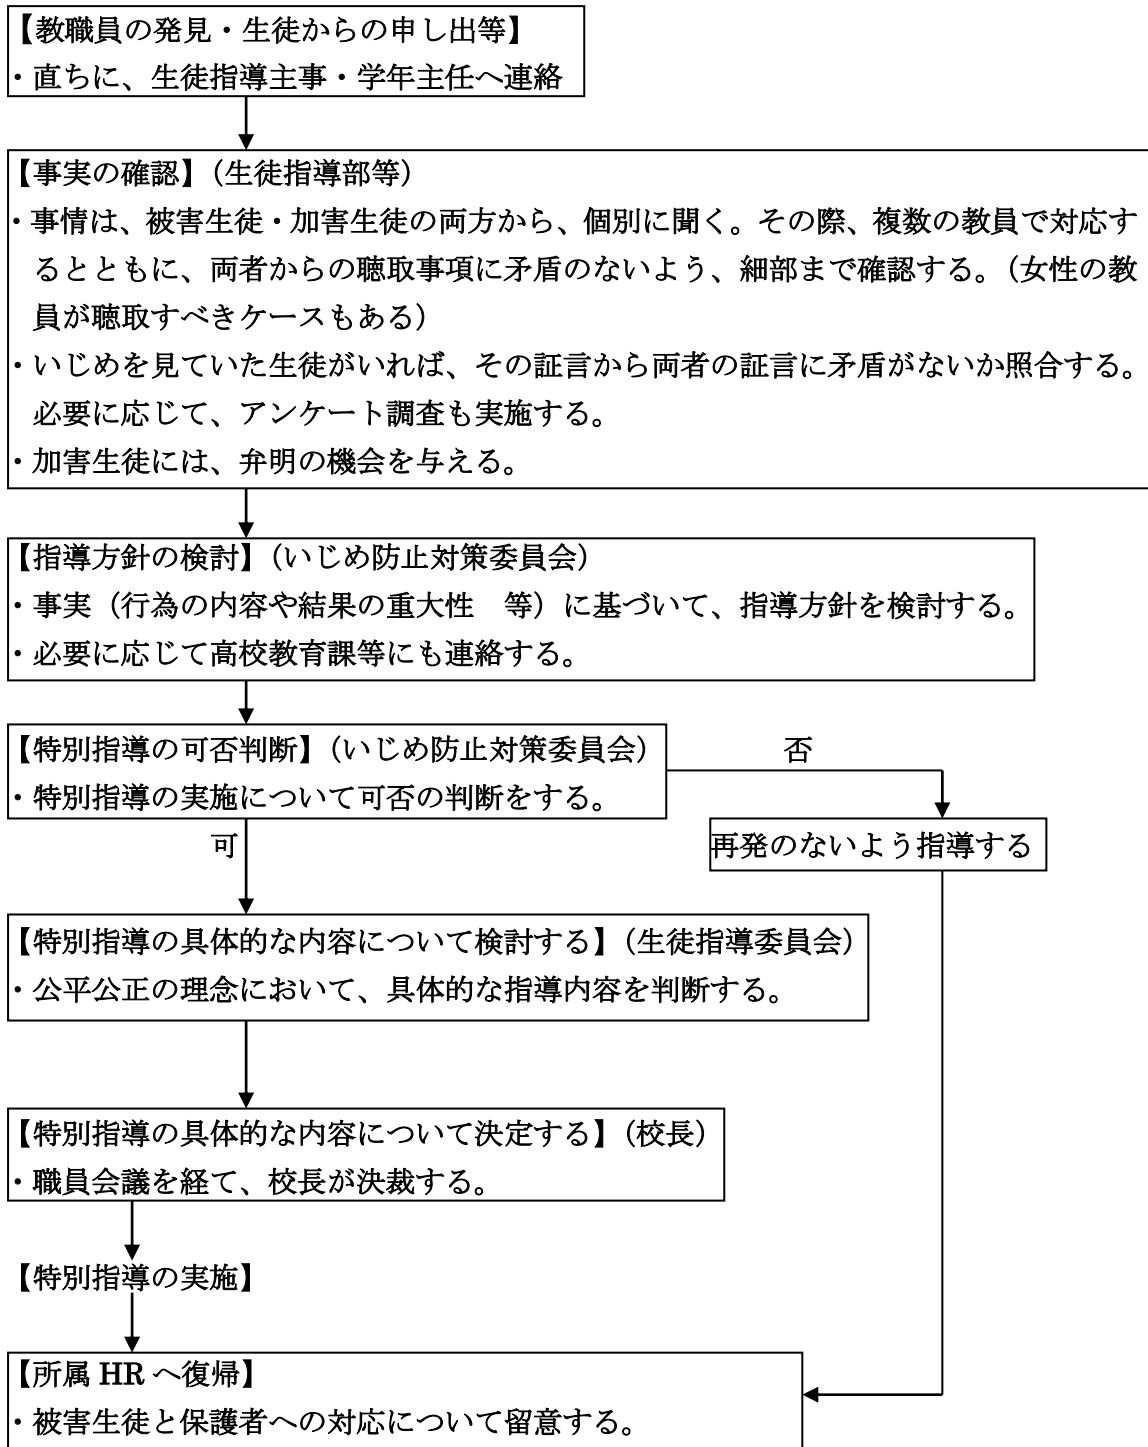 【教職員の発見・生徒からの申し出等】
・直ちに、生徒指導主事・学年主任へ連絡
【事実の確認】（生徒指導部等）
・事情は、被害生徒・加害生徒の両方から、個別に聞く。その際、複数の教員で対応す
るとともに、両者からの聴取事項に矛盾のないよう、細部まで確認する。（女性の教
員が聴取すべきケースもある）
・いじめを見ていた生徒がいれば、その証言から両者の証言に矛盾がないか照合する。
必要に応じて、アンケート調査も実施する。
・加害生徒には、弁明の機会を与える。
【指導方針の検討】（いじめ防止対策委員会）
・事実（行為の内容や結果の重大性　等）に基づいて、指導方針を検討する。
・必要に応じて高校教育課等にも連絡する。
【特別指導の可否判断】（いじめ防止対策委員会）
否
・特別指導の実施について可否の判断をする。
可
再発のないよう指導する
【特別指導の具体的な内容について検討する】（生徒指導委員会）
・公平公正の理念において、具体的な指導内容を判断する。
【特別指導の具体的な内容について決定する】（校長）
・職員会議を経て、校長が決裁する。
【特別指導の実施】
【所属 HR へ復帰】
・被害生徒と保護者への対応について留意する。